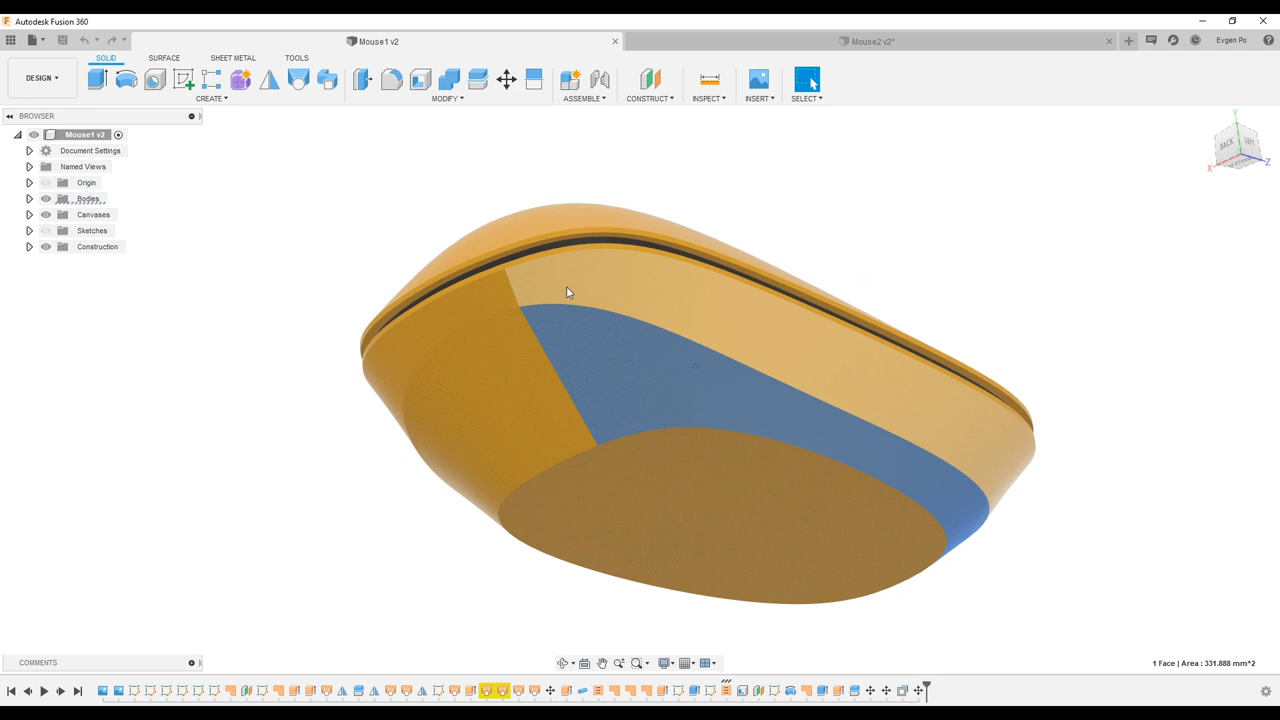 Autodesk Fusion 360
Mouse1 v2
Mouse2 v2*
Evgen Po
DESIGN
SOLID
SURFACE
SHEET METAL
TOOLS
CREATE
MODIFY
ASSEMBLE
CONSTRUCT
INSPECT
INSERT
SELECT
BROWSER
Mouse1 v2
Document Settings
Named Views
Origin
Bodies
Canvases
Sketches
Construction
Y
BACK
LEFT
X
Z
COMMENTS
1 Face | Area : 331.888 mm^2